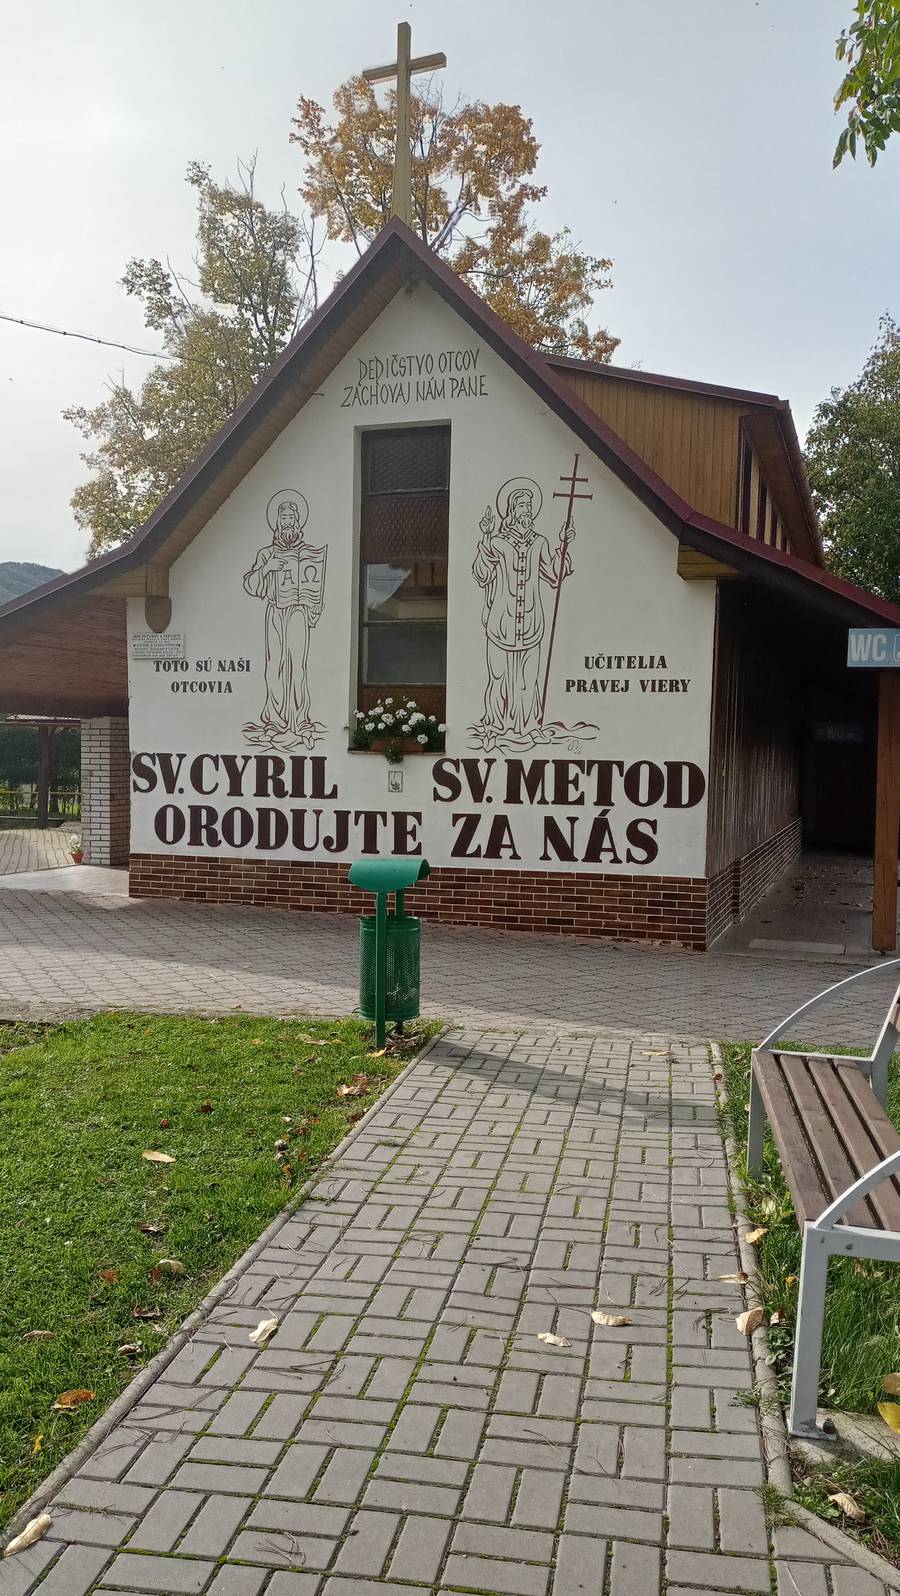 DEDIČSTVO OTCOV
ZACHOVAJ NÁM PANE
A Ω
TOTO SÚ NAŠI
OTCOVIA
UČITELIA
PRAVEJ VIERY
SV. CYRIL SV. METOD
ORODUJTE ZA NÁS
WC
WC